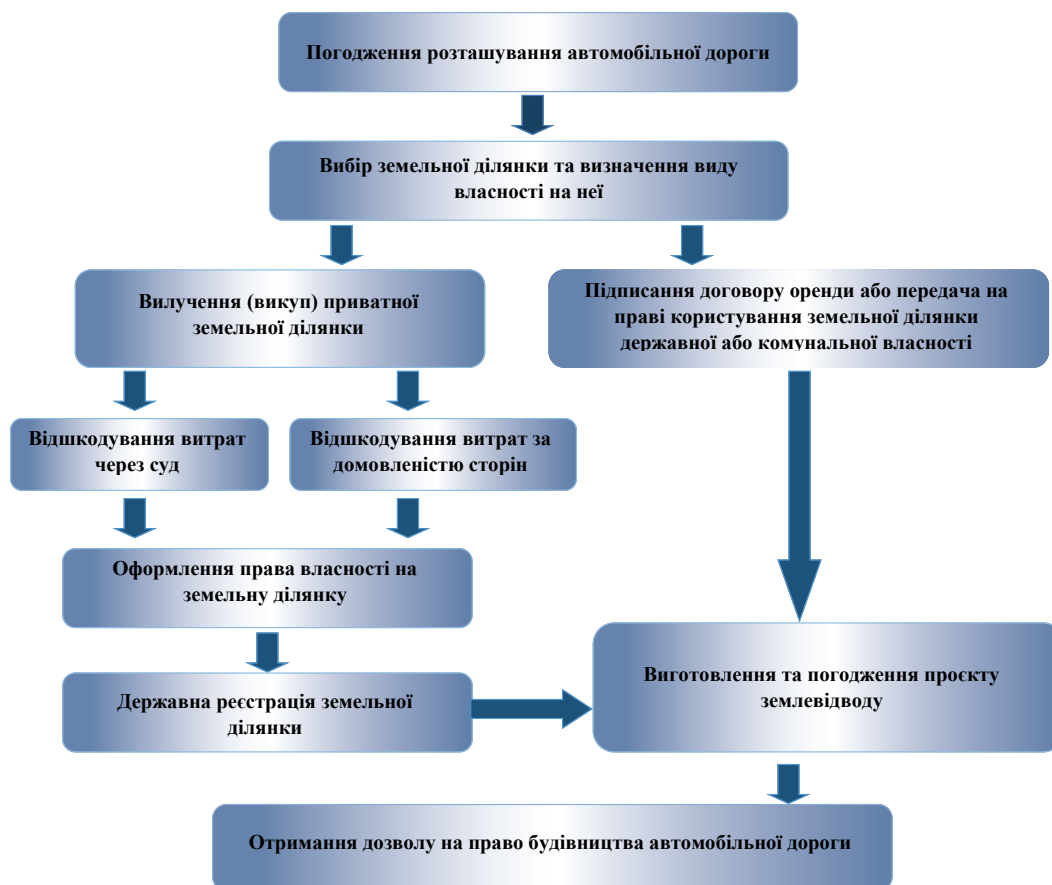 Погодження розташування автомобільної дороги
Вибір земельної ділянки та визначення виду
власності на неї
Вилучення (викуп) приватної
земельної ділянки
Підписання договору оренди або передача на
праві користування земельної ділянки
державної або комунальної власності
Відшкодування витрат
через суд
Відшкодування витрат за
домовленістю сторін
Оформлення права власності на
земельну ділянку
Державна реєстрація земельної
ділянки
Виготовлення та погодження проєкту
землевідводу
Отримання дозволу на право будівництва автомобільної дороги